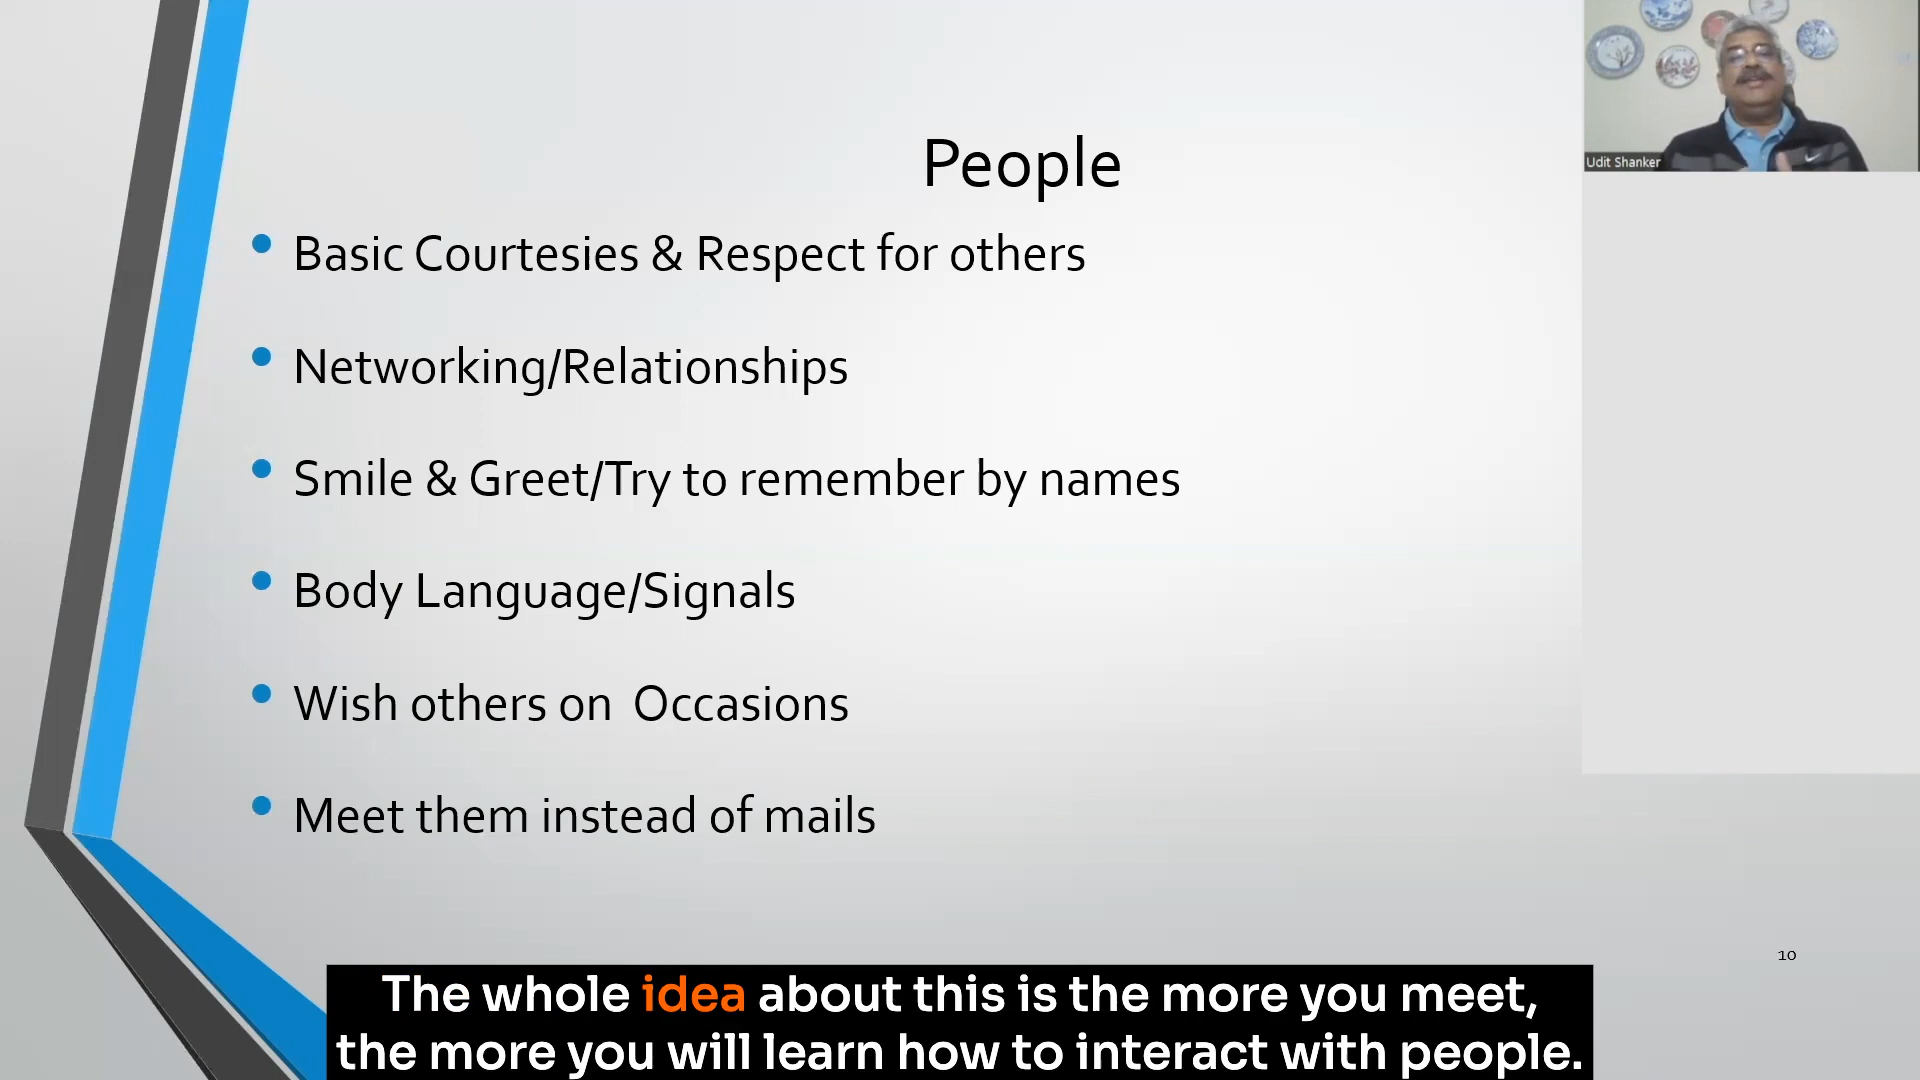 People
Udit Shanker
• Basic Courtesies & Respect for others
• Networking/Relationships
• Smile & Greet/Try to remember by names
• Body Language/Signals
• Wish others on  Occasions
• Meet them instead of mails
10
The whole idea about this is the more you meet,
the more you will learn how to interact with people.